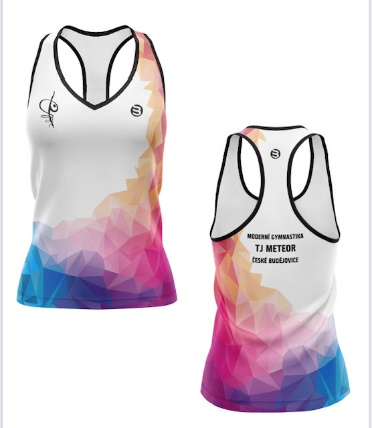 MODERNÍ GYMNASTIKA
TJ METEOR
ČESKÉ BUDĚJOVICE